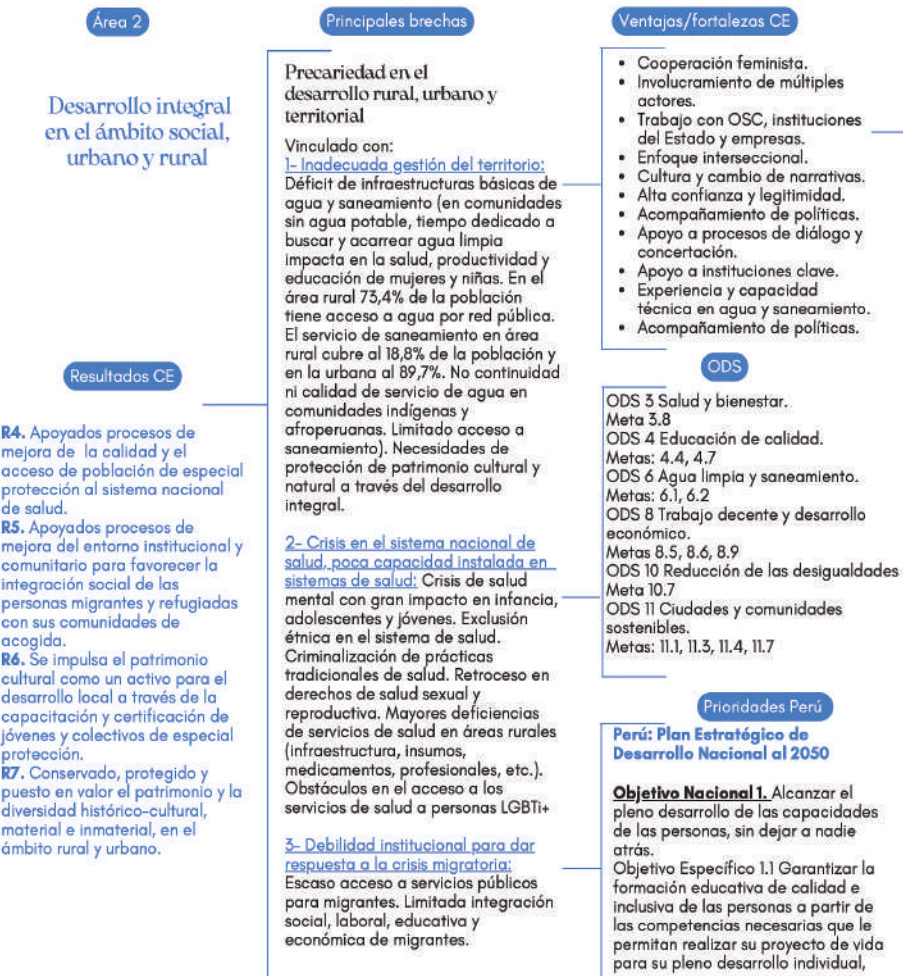 Área 2
Desarrollo integral
en el ámbito social,
urbano y rural
Resultados CE
R4. Apoyados procesos de
mejora de la calidad y el
acceso de población de especial
protección al sistema nacional
de salud.
R5. Apoyados procesos de
mejora del entorno institucional y
comunitario para favorecer la
integración social de las
personas migrantes y refugiadas
con sus comunidades de
acogida.
R6. Se impulsa el patrimonio
cultural como un activo para el
desarrollo local a través de la
capacitación y certificación de
jóvenes y colectivos de especial
protección.
R7. Conservado, protegido y
puesto en valor el patrimonio y la
diversidad histórico-cultural,
material e inmaterial, en el
ámbito rural y urbano.
Principales brechas
Precariedad en el
desarrollo rural, urbano y
territorial
Vinculado con:
1- Inadecuada gestión del territorio:
Déficit de infraestructuras básicas de
agua y saneamiento (en comunidades
sin agua potable, tiempo dedicado a
buscar y acarrear agua limpia
impacta en la salud, productividad y
educación de mujeres y niñas. En el
área rural 73,4% de la población
tiene acceso a agua por red pública.
El servicio de saneamiento en área
rural cubre al 18,8% de la población y
en la urbana al 89,7%. No continuidad
ni calidad de servicio de agua en
comunidades indígenas y
afroperuanas. Limitado acceso a
saneamiento). Necesidades de
protección de patrimonio cultural y
natural a través del desarrollo
integral.
2- Crisis en el sistema nacional de
salud, poca capacidad instalada en
sistemas de salud: Crisis de salud
mental con gran impacto en infancia,
adolescentes y jóvenes. Exclusión
étnica en el sistema de salud.
Criminalización de prácticas
tradicionales de salud. Retroceso en
derechos de salud sexual y
reproductiva. Mayores deficiencias
de servicios de salud en áreas rurales
(infraestructura, insumos,
medicamentos, profesionales, etc.).
Obstáculos en el acceso a los
servicios de salud a personas LGBTi+
3- Debilidad institucional para dar
respuesta a la crisis migratoria:
Escaso acceso a servicios públicos
para migrantes. Limitada integración
social, laboral, educativa y
económica de migrantes.
Ventajas/fortalezas CE
• Cooperación feminista.
• Involucramiento de múltiples
actores.
• Trabajo con OSC, instituciones
del Estado y empresas.
• Enfoque interseccional.
• Cultura y cambio de narrativas.
• Alta confianza y legitimidad.
• Acompañamiento de políticas.
• Apoyo a procesos de diálogo y
concertación.
• Apoyo a instituciones clave.
• Experiencia y capacidad
técnica en agua y saneamiento.
• Acompañamiento de políticas.
ODS
ODS 3 Salud y bienestar.
Meta 3.8
ODS 4 Educación de calidad.
Metas: 4.4, 4.7
ODS 6 Agua limpia y saneamiento.
Metas: 6.1, 6.2
ODS 8 Trabajo decente y desarrollo
económico.
Metas 8.5, 8.6, 8.9
ODS 10 Reducción de las desigualdades
Meta 10.7
ODS 11 Ciudades y comunidades
sostenibles.
Metas: 11.1, 11.3, 11.4, 11.7
Prioridades Perú
Perú: Plan Estratégico de
Desarrollo Nacional al 2050
Objetivo Nacional 1. Alcanzar el
pleno desarrollo de las capacidades
de las personas, sin dejar a nadie
atrás.
Objetivo Específico 1.1 Garantizar la
formación educativa de calidad e
inclusiva de las personas a partir de
las competencias necesarias que le
permitan realizar su proyecto de vida
para su pleno desarrollo individual,